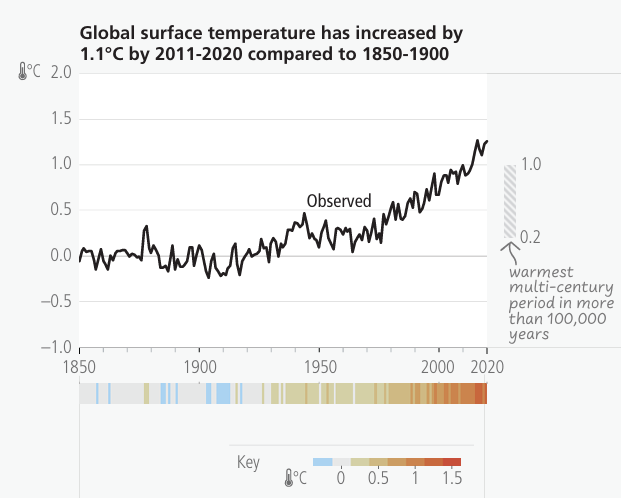 Global surface temperature has increased by
1.1°C by 2011-2020 compared to 1850-1900
°C 2.0
1.5
1.0
0.5
0.0
−0.5
−1.0
Observed
1.0
0.2
warmest
multi-century
period in more
than 100,000
years
1850 1900 1950 2000 2020
Key
°C 0 0.5 1 1.5